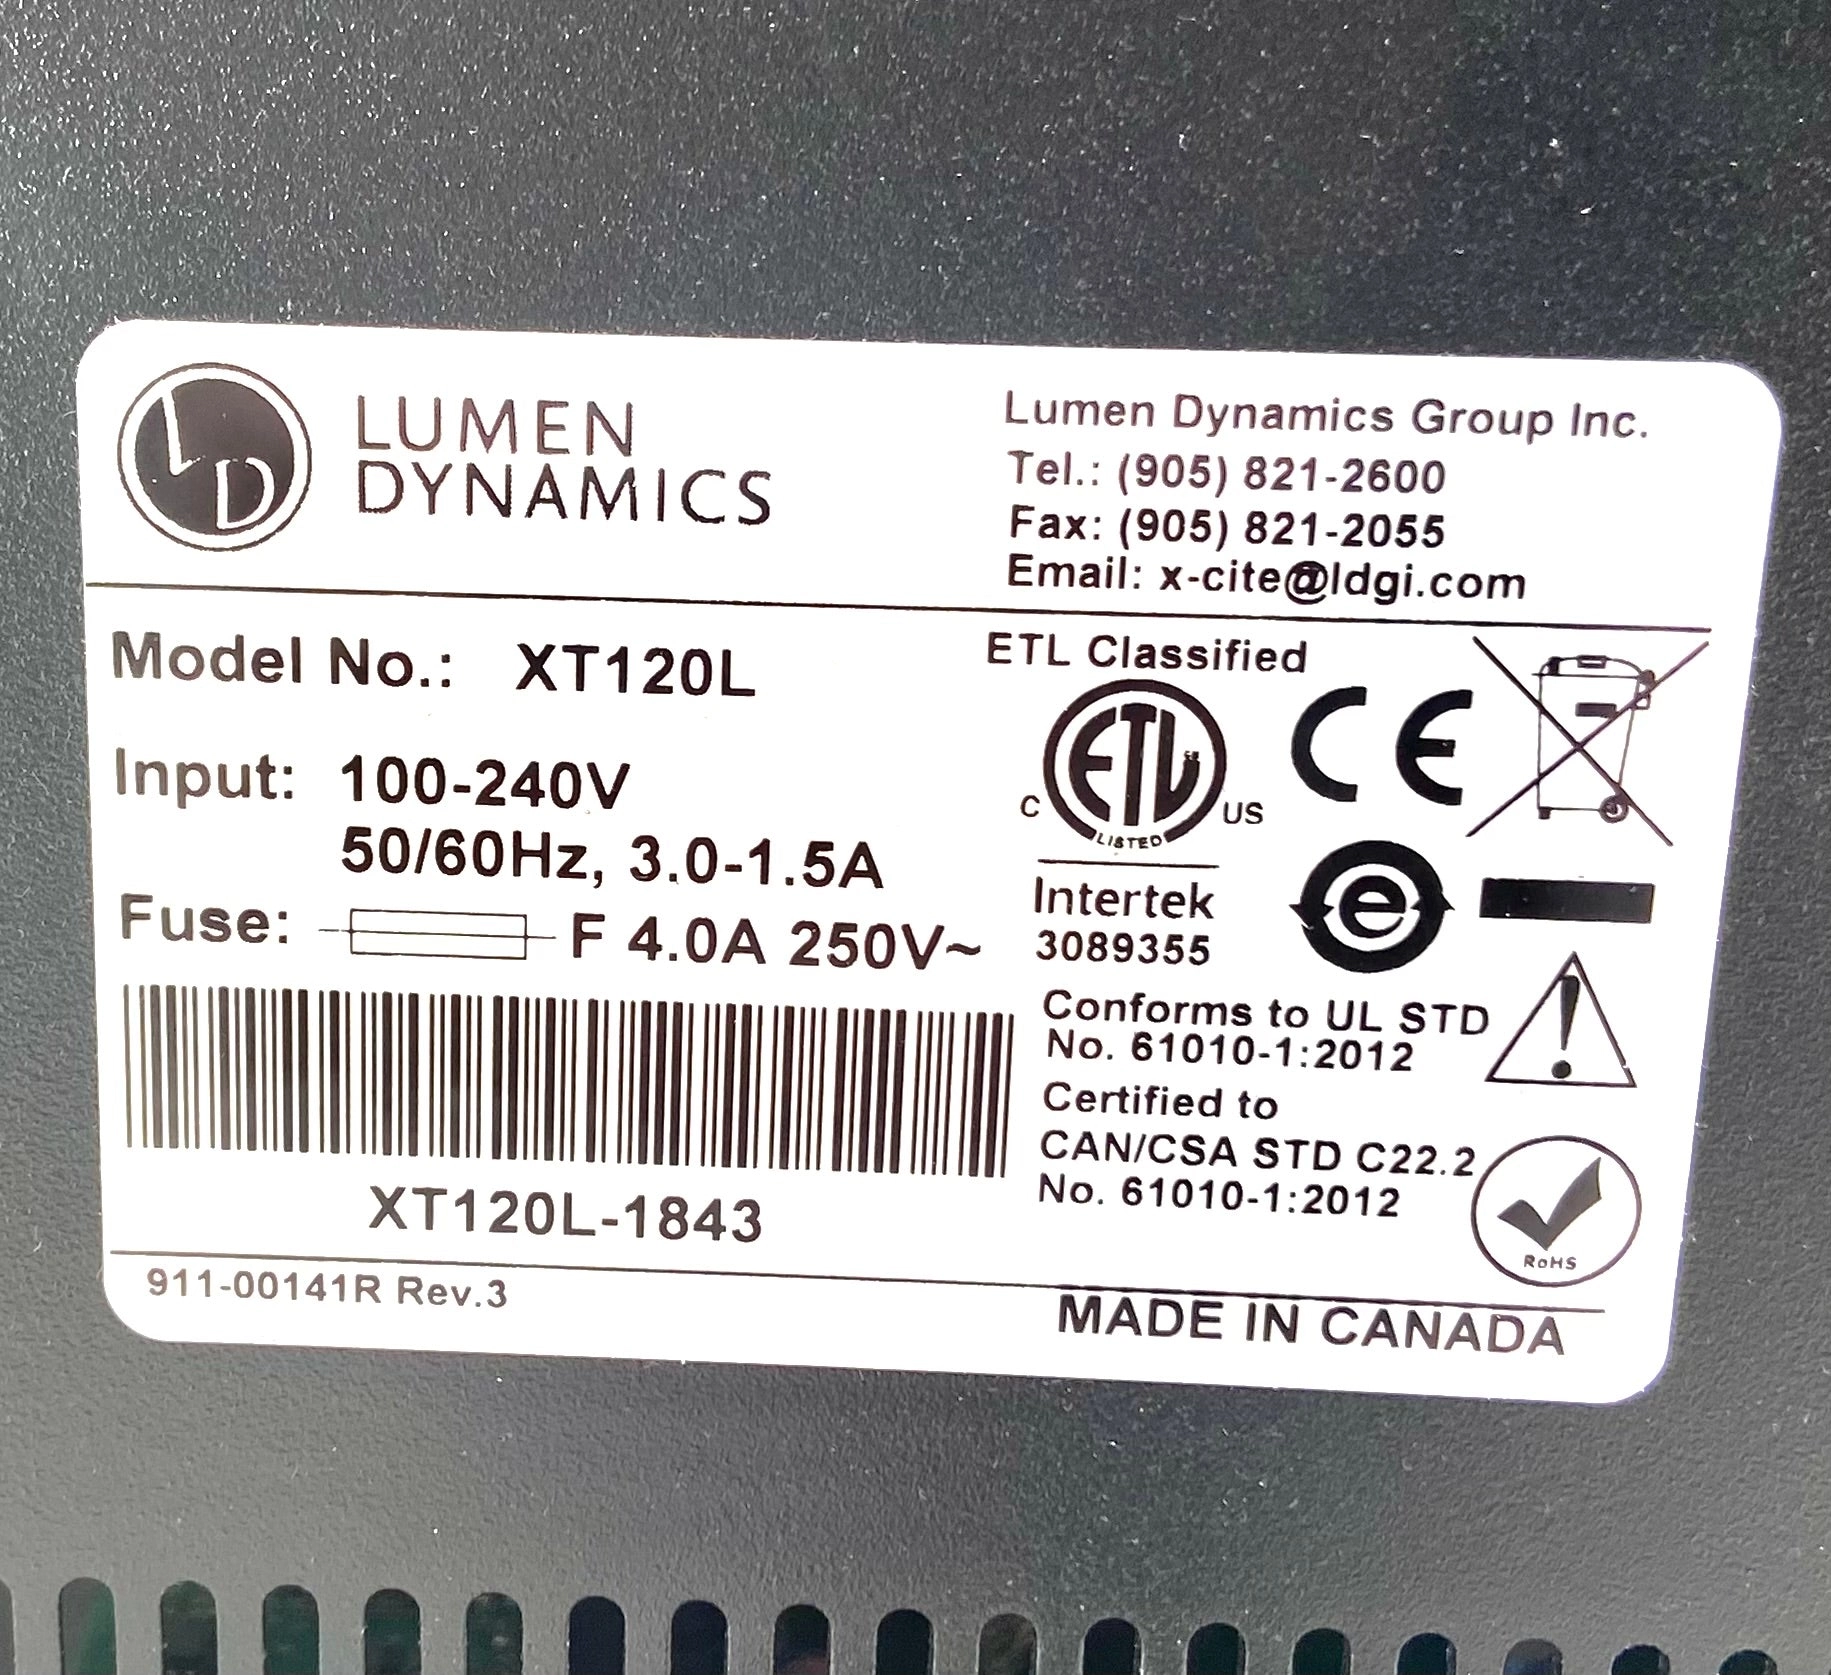 LUMEN
DYNAMICS
Lumen Dynamics Group Inc.
Tel.: (905) 821-2600
Fax: (905) 821-2055
Email: x-cite@ldgi.com
Model No.: XT120L
Input: 100-240V
50/60Hz, 3.0-1.5A
Fuse: F 4.0A 250V~
XT120L-1843
911-00141R Rev.3
ETL Classified
ETL
C US
LISTED
CE
Intertek
3089355
e
Conforms to UL STD
No. 61010-1:2012
Certified to
CAN/CSA STD C22.2
No. 61010-1:2012
RoHS
MADE IN CANADA